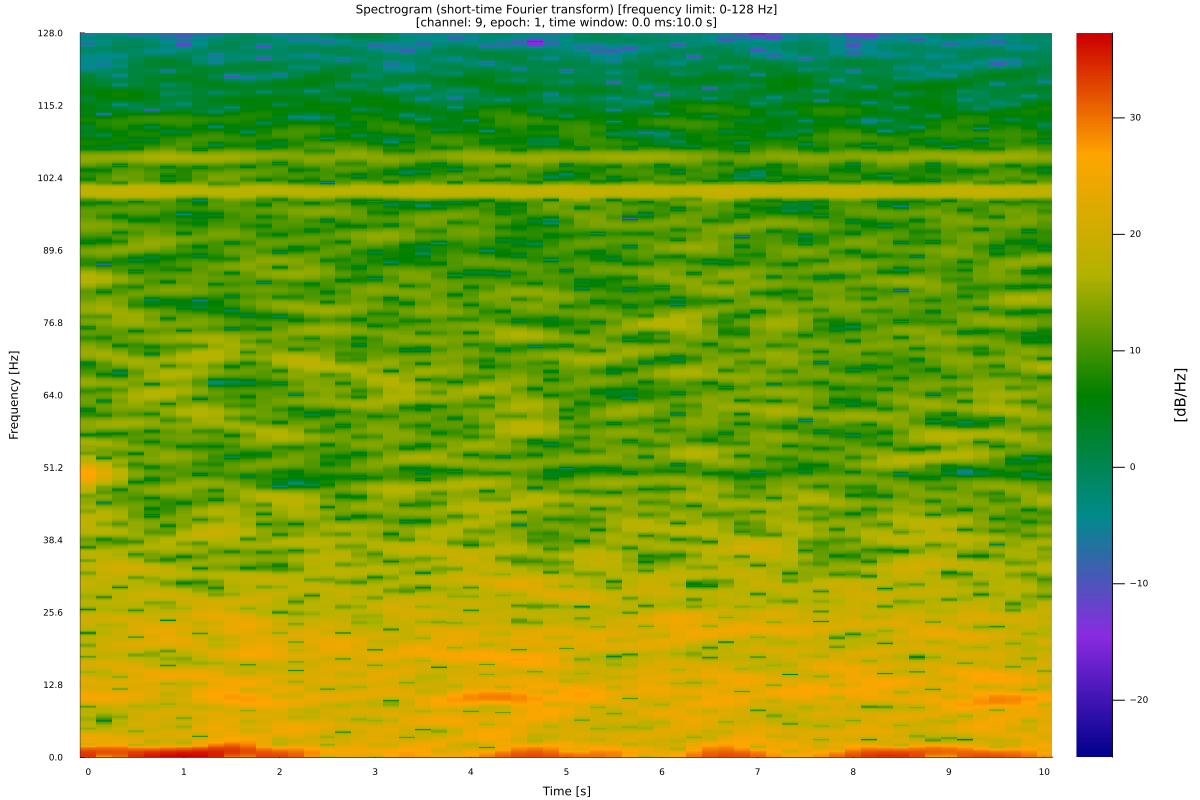 Spectrogram (short-time Fourier transform) [frequency limit: 0-128 Hz]
[channel: 9, epoch: 1, time window: 0.0 ms:10.0 s]
128.0
115.2
102.4
89.6
76.8
64.0
51.2
38.4
25.6
12.8
0.0
Frequency [Hz]
0 1 2 3 4 5 6 7 8 9 10
Time [s]
30
20
10
0
−10
−20
[dB/Hz]